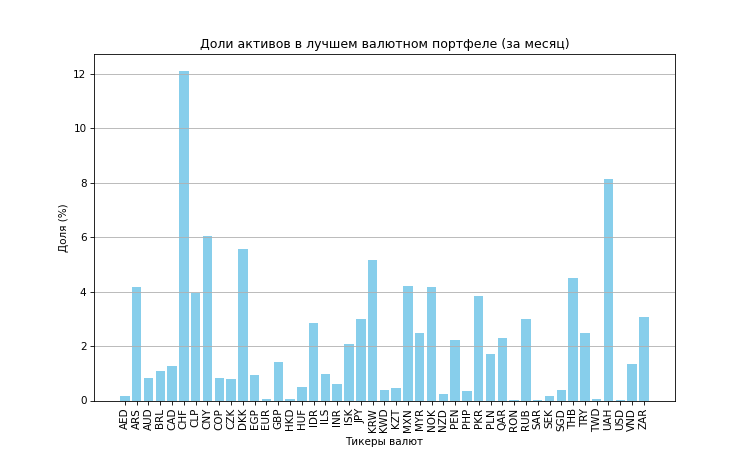 Доли активов в лучшем валютном портфеле (за месяц)
Доля (%)
12
10
8
6
4
2
0
AED ARS AUD BRL CAD CHF CLP CNY COP CZK DKK EGP EUR GBP HKD HUF IDR ILS INR ISK JPY KRW KWD KZT MXN MYR NOK NZD PEN PHP PKR PLN QAR RON RUB SAR SEK SGD THB TRY TWD UAH USD VND ZAR
Тикеры валют